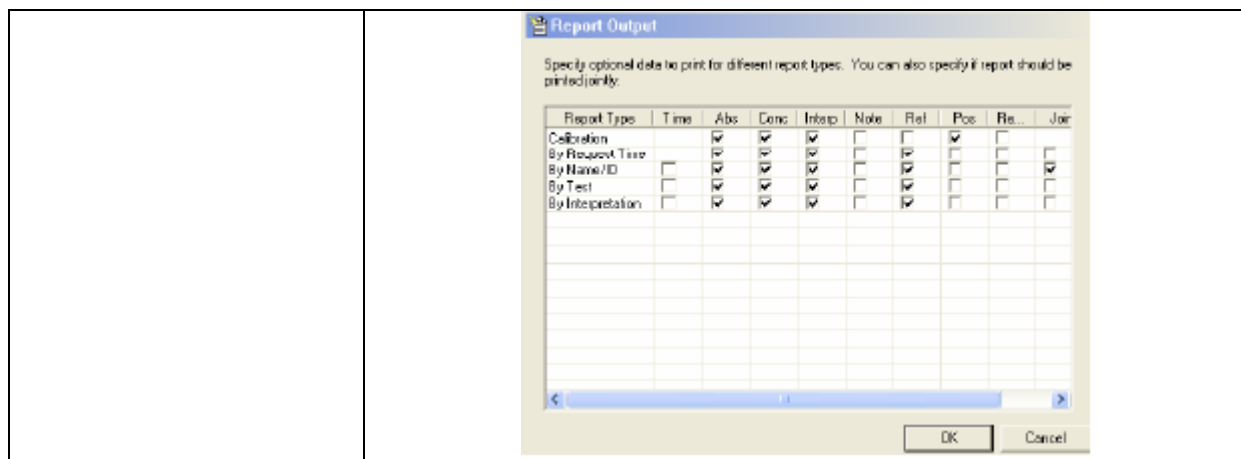 Report Output
Specify optional data to print for different report types. You can also specify if report should be
printed jointly:
Report Type Time Abs Conc Interp Note Ref Pos Re... Join
Calibration
By Request Time
By Name/ID
By Test
By Interpretation
OK Cancel